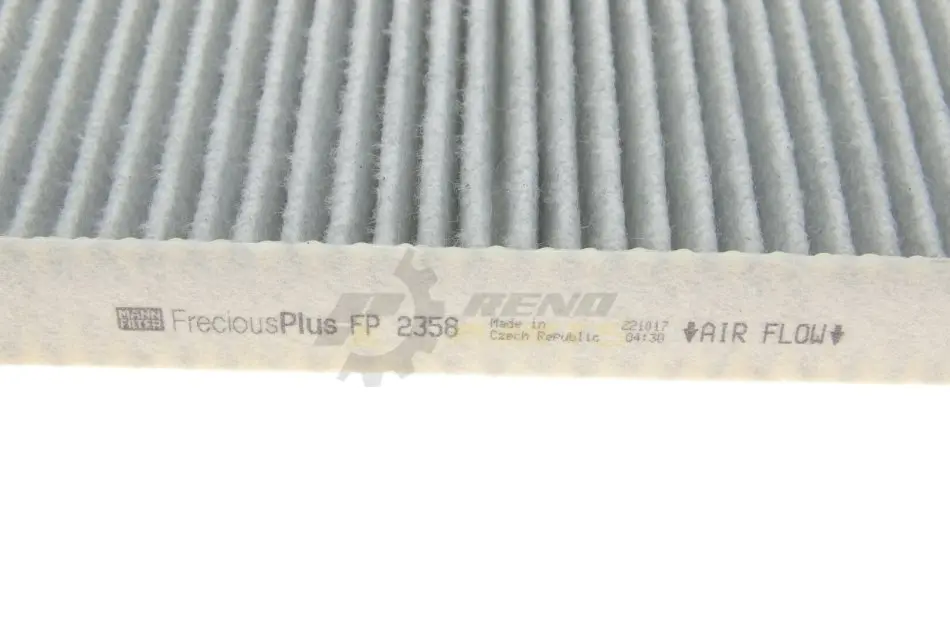 MANN FILTER FreciousPlus FP 2358
Made in
Czech Republic
221017
04:30
AIR FLOW
RENO